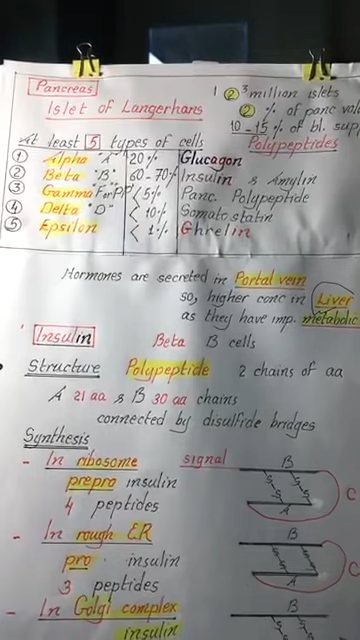 Pancreas
1 ② 3 million islets
Islet of Langerhans
② % of panc
10-15% of bl. sup
At least 5 types of cells
Polypeptides
① Alpha "A" 20% Glucagon
② Beta "B" 60-70% Insulin & Amylin
③ Gamma F or PP < 5% Panc. Polypeptide
④ Delta "D" < 10% Somatostatin
⑤ Epsilon < 1% Ghrelin
Hormones are secreted in Portal vein
so, higher conc in Liver
as they have imp. metabolic
Insulin Beta B cells
Structure Polypeptide 2 chains of aa
A 21 aa & B 30 aa chains
connected by disulfide bridges
Synthesis
- In ribosome signal B
prepro insulin
4 peptides A C
- In rough ER B
pro insulin
3 peptides A C
- In Golgi complex B
insulin